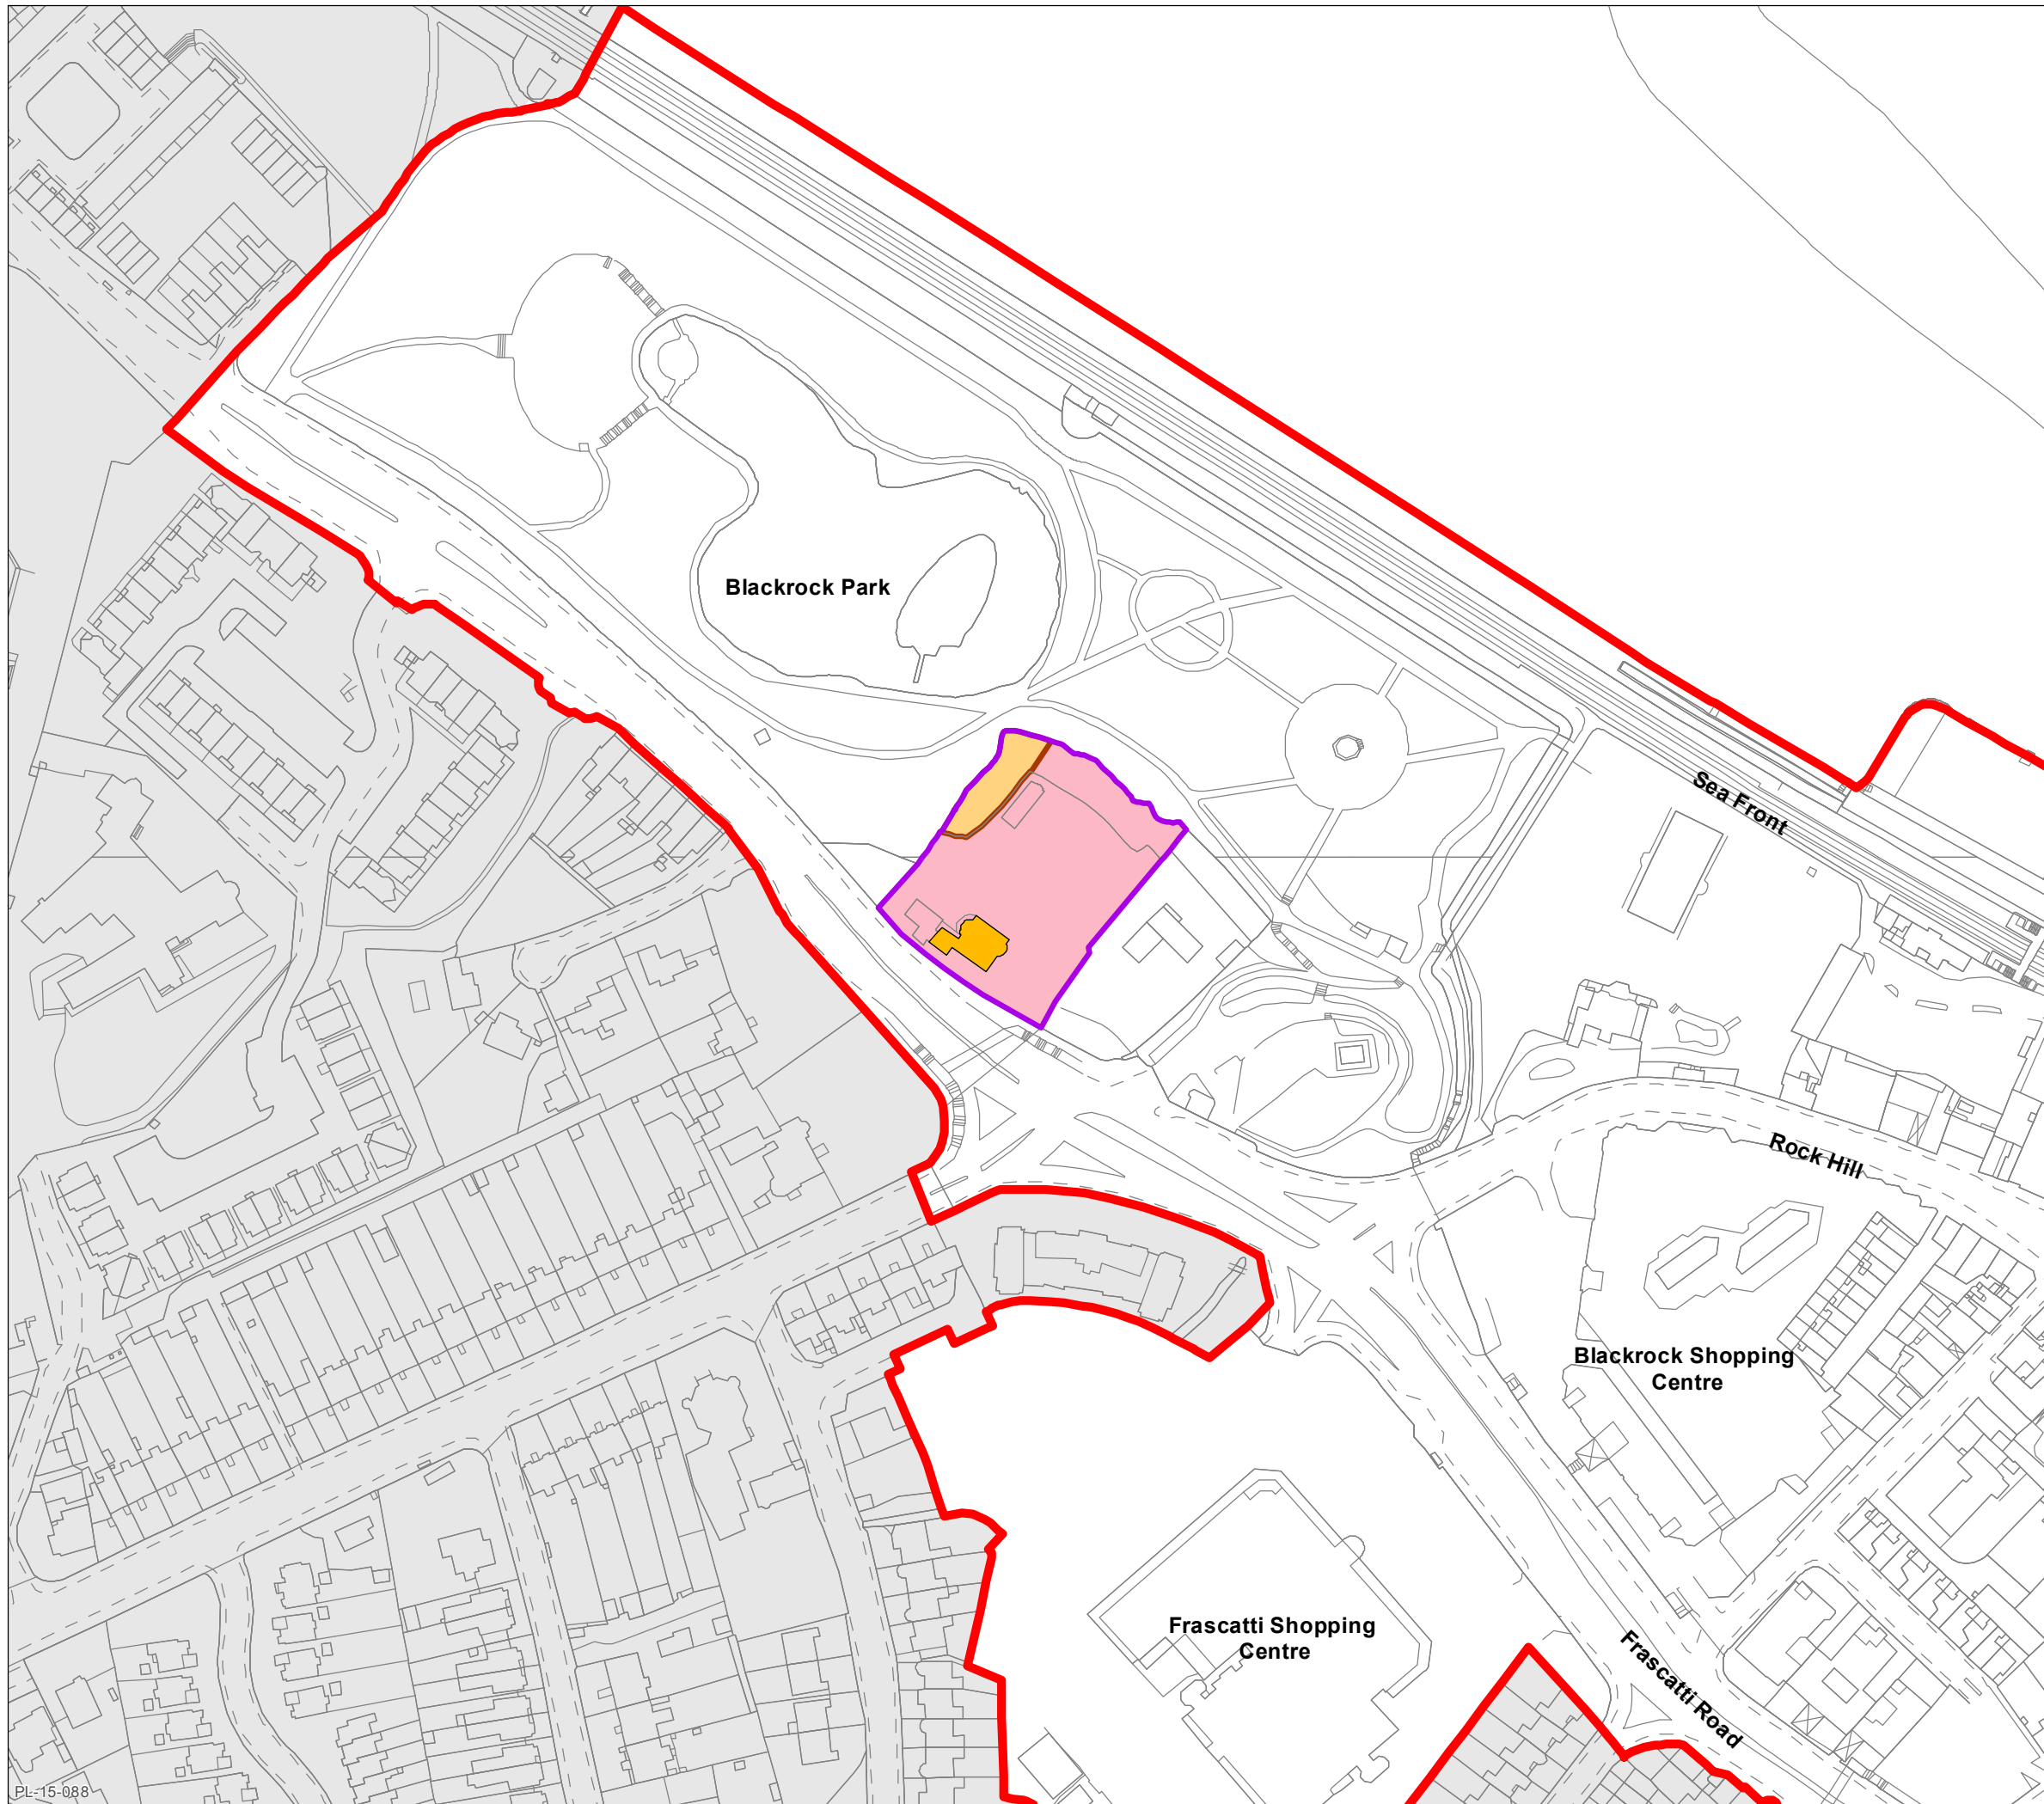 Blackrock Park
Sea Front
Rock Hill
Blackrock Shopping
Centre
Frascatti Shopping
Centre
Frascatti Road
PL-15-088